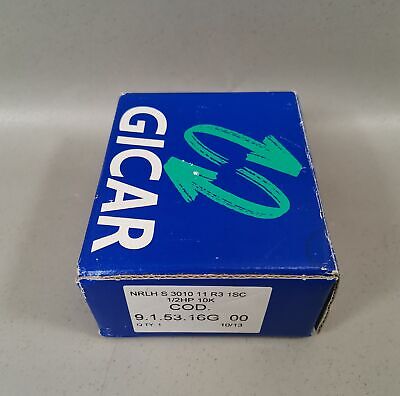 GICAR
NRLH S 3010 11 R3 1SC
1/2HP 10K
COD.
9.1.53.16G 00
Q.TY. 1 10/13